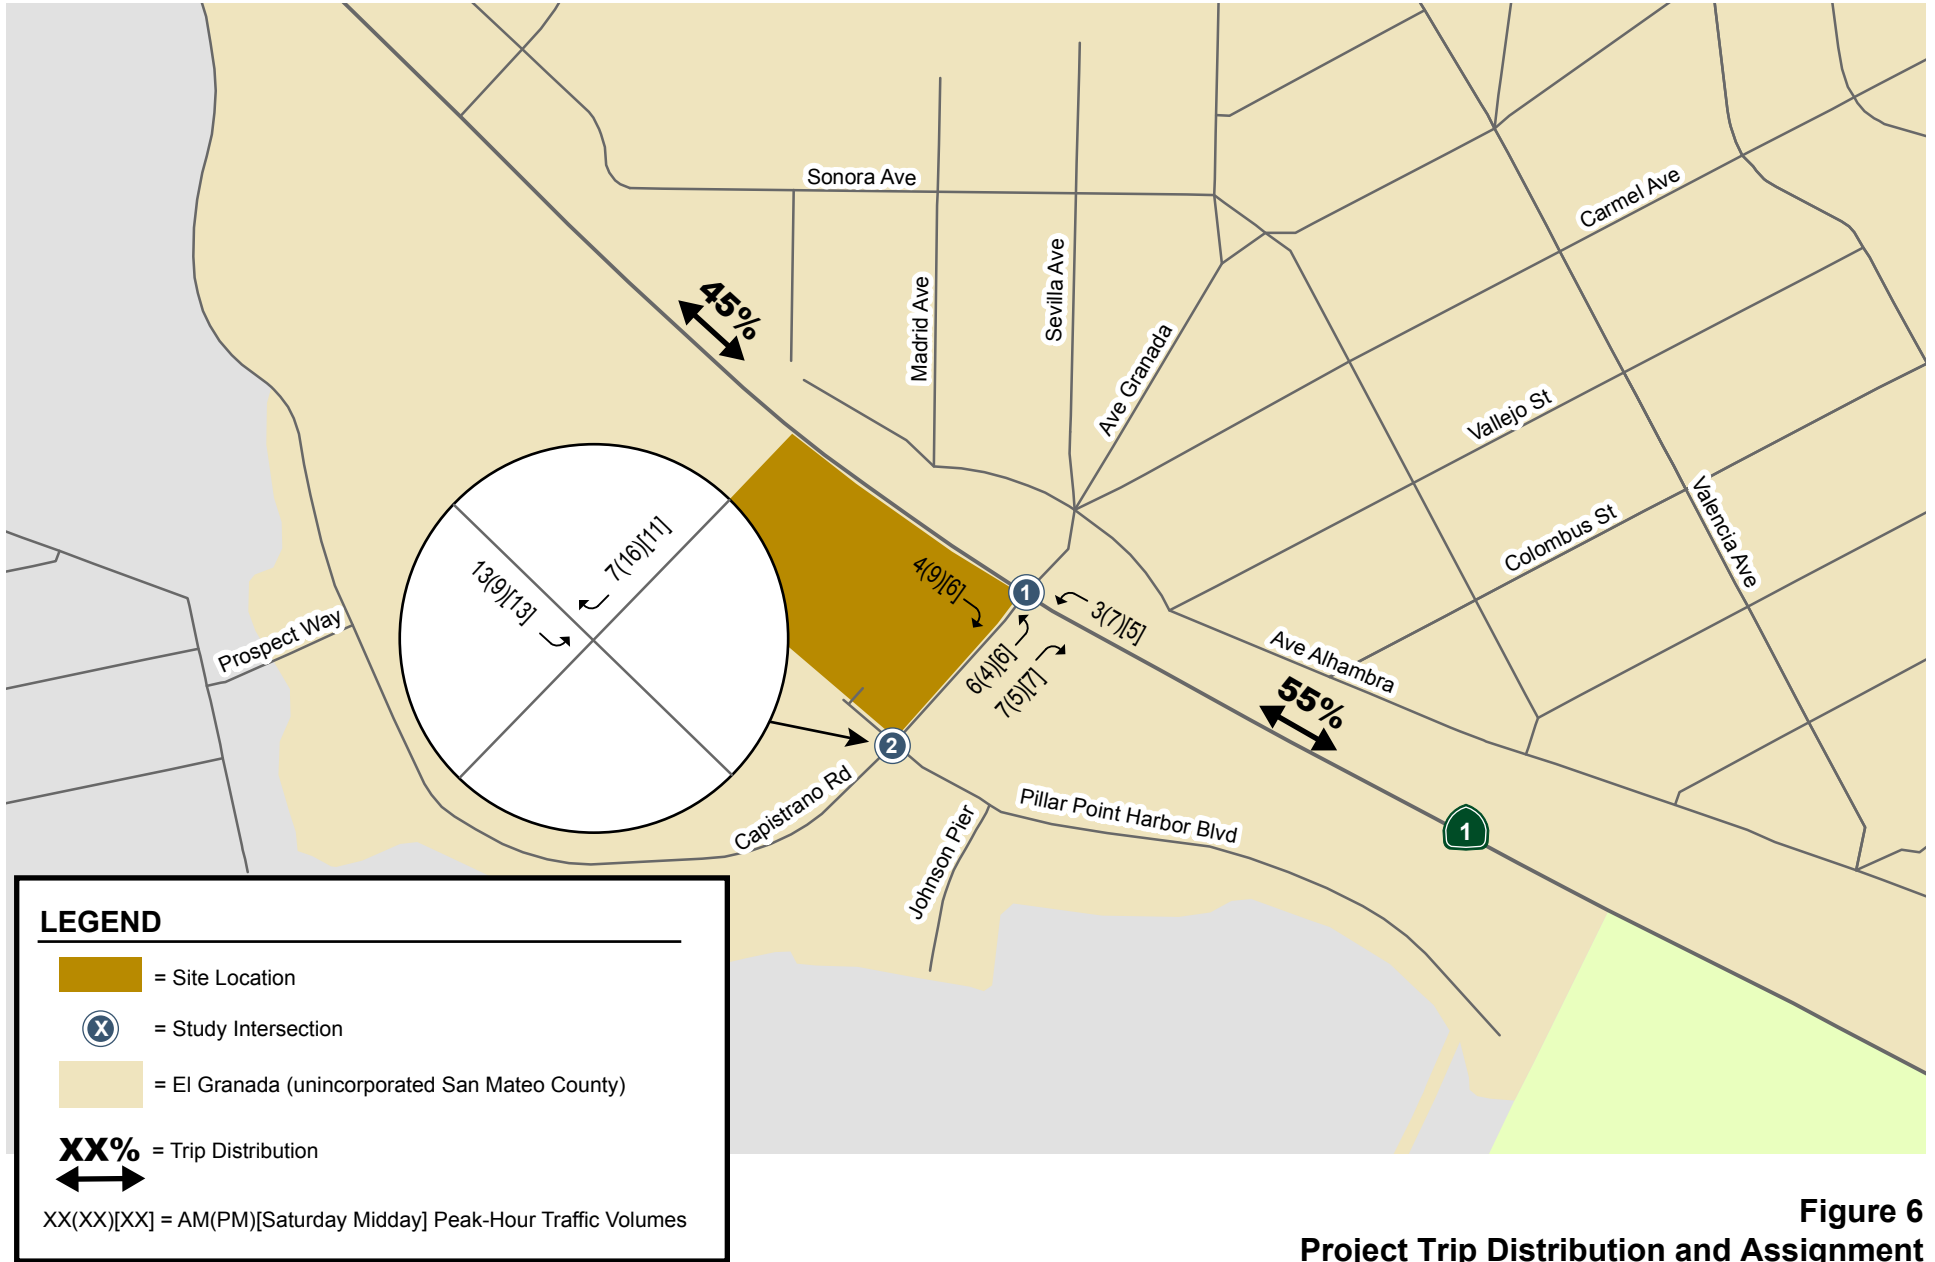 Sonora Ave
Carmel Ave
45%
Madrid Ave
Sevilla Ave
Ave Granada
Vallejo St
Colombus St
Valencia Ave
7(16)[11]
13(9)[13]
4(9)[6]
1
3(7)[5]
6(4)[6]
7(5)[7]
Prospect Way
Ave Alhambra
55%
2
Capistrano Rd
Pillar Point Harbor Blvd
Johnson Pier
1
LEGEND
= Site Location
X = Study Intersection
= El Granada (unincorporated San Mateo County)
XX% = Trip Distribution
XX(XX)[XX] = AM(PM)[Saturday Midday] Peak-Hour Traffic Volumes
Figure 6
Project Trip Distribution and Assignment